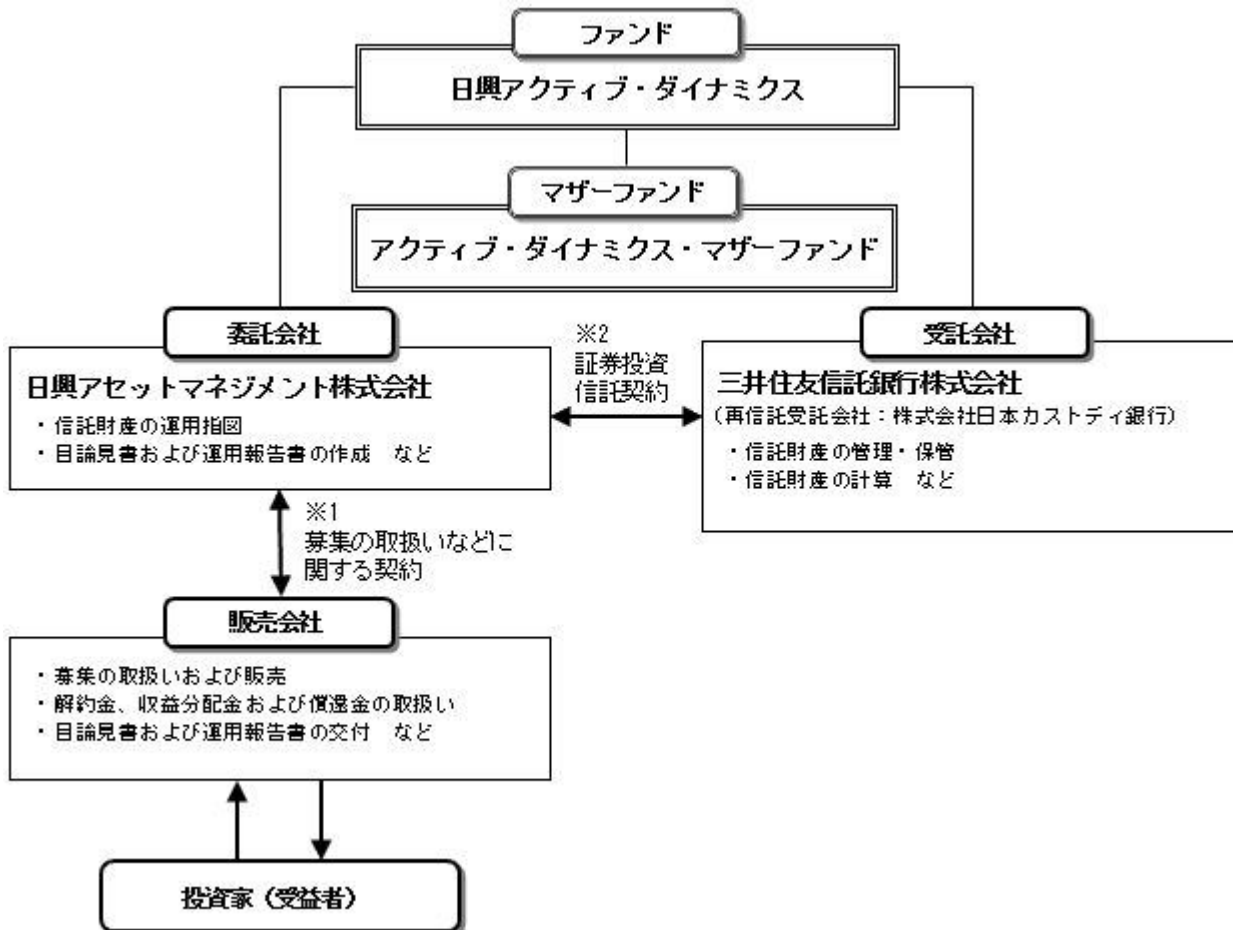 ファンド
日興アクティブ・ダイナミクス
マザーファンド
アクティブ・ダイナミクス・マザーファンド
委託会社
日興アセットマネジメント株式会社
・信託財産の運用指図
・目論見書および運用報告書の作成　など
※2
証券投資
信託契約
受託会社
三井住友信託銀行株式会社
（再信託受託会社：株式会社日本カストディ銀行）
・信託財産の管理・保管
・信託財産の計算　など
※1
募集の取扱いなどに
関する契約
販売会社
・募集の取扱いおよび販売
・解約金、収益分配金および償還金の取扱い
・目論見書および運用報告書の交付　など
投資家（受益者）